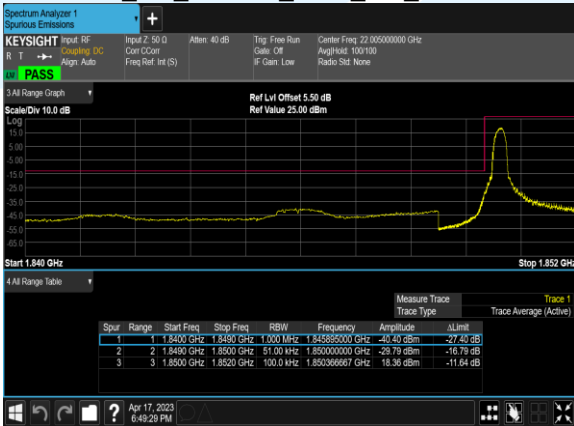 Spectrum Analyzer 1
Spurious Emissions
+
KEYSIGHT Input: RF Input Z: 50 Ω Atten: 40 dB Trig: Free Run Center Freq: 22.005000000 GHz
R T Coupling: DC Corr CCorr Gate: Off Avg|Hold: 100/100
Align: Auto Freq Ref: Int (S) IF Gain: Low Radio Std: None
LNI PASS
3 All Range Graph
Ref Lvl Offset 5.50 dB
Scale/Div 10.0 dB Ref Value 25.00 dBm
Log
15.0
5.00
-5.00
-15.0
-25.0
-35.0
-45.0
-55.0
-65.0
Start 1.840 GHz Stop 1.852 GHz
4 All Range Table
Measure Trace Trace 1
Trace Type Trace Average (Active)
Spur Range Start Freq Stop Freq RBW Frequency Amplitude ΔLimit
1 1 1.8400 GHz 1.8490 GHz 1.000 MHz 1.845895000 GHz -40.40 dBm -27.40 dB
2 2 1.8490 GHz 1.8500 GHz 51.00 kHz 1.850000000 GHz -29.79 dBm -16.79 dB
3 3 1.8500 GHz 1.8520 GHz 100.0 kHz 1.850366667 GHz 18.36 dBm -11.64 dB
? Apr 17, 2023
6:49:29 PM